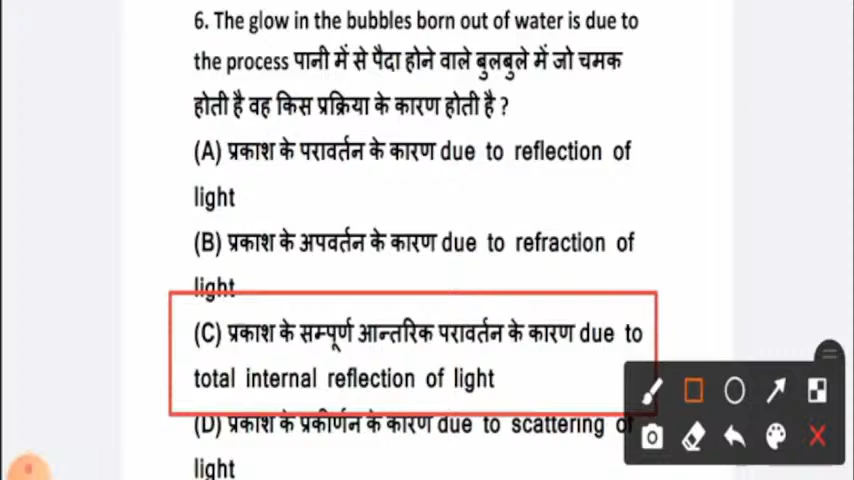 6. The glow in the bubbles born out of water is due to
the process पानी में से पैदा होने वाले बुलबुले में जो चमक
होती है वह किस प्रक्रिया के कारण होती है ?
(A) प्रकाश के परावर्तन के कारण due to reflection of
light
(B) प्रकाश के अपवर्तन के कारण due to refraction of
light
(C) प्रकाश के सम्पूर्ण आन्तरिक परावर्तन के कारण due to
total internal reflection of light
(D) प्रकाश के प्रकीर्णन के कारण due to scattering of
light